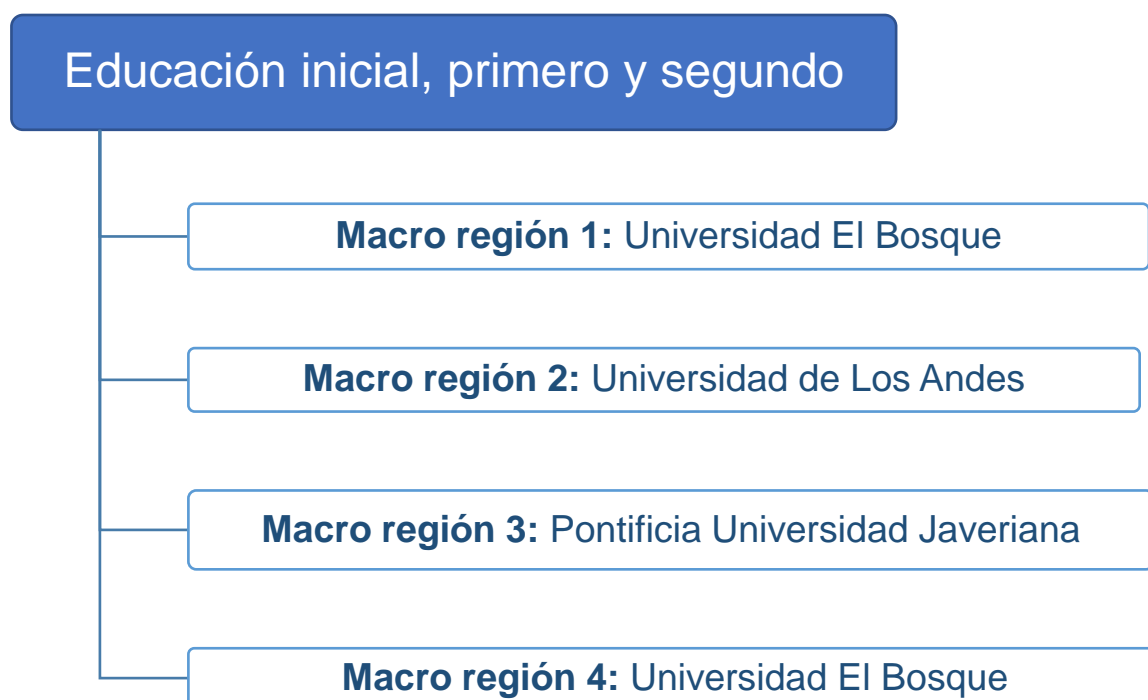 Educación inicial, primero y segundo
Macro región 1: Universidad El Bosque
Macro región 2: Universidad de Los Andes
Macro región 3: Pontificia Universidad Javeriana
Macro región 4: Universidad El Bosque